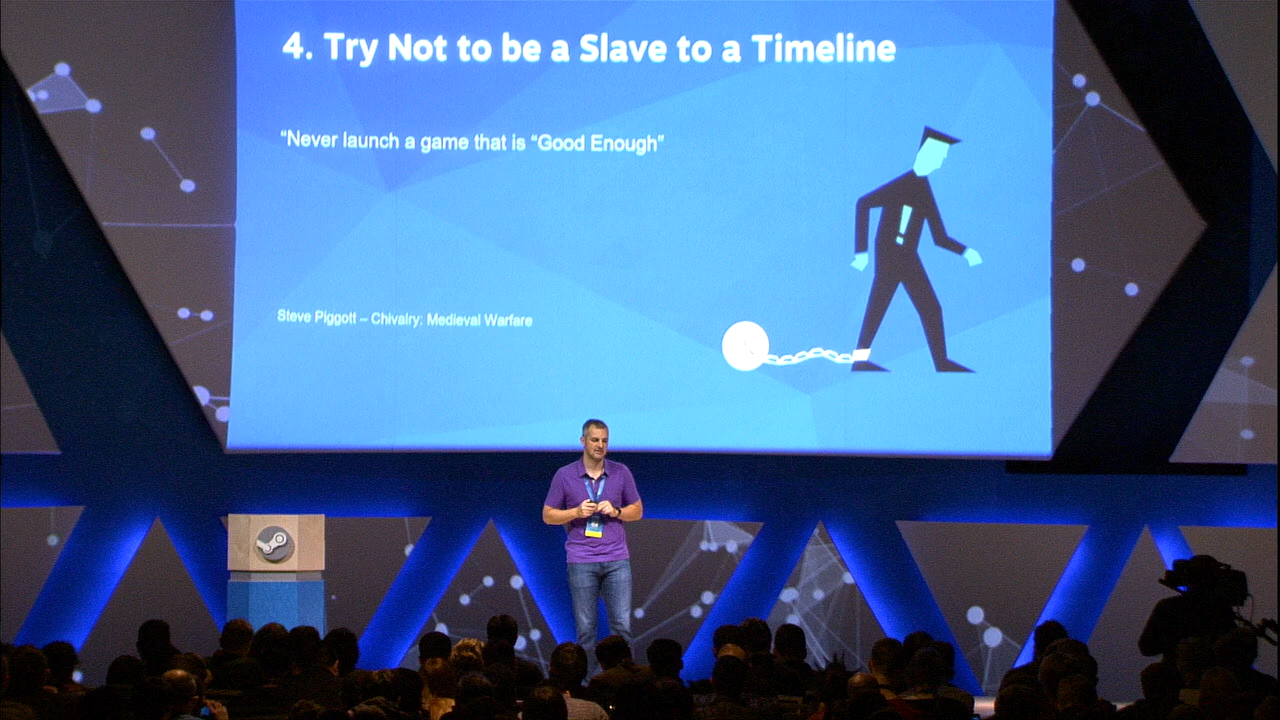 4. Try Not to be a Slave to a Timeline
“Never launch a game that is “Good Enough”
Steve Piggott – Chivalry: Medieval Warfare